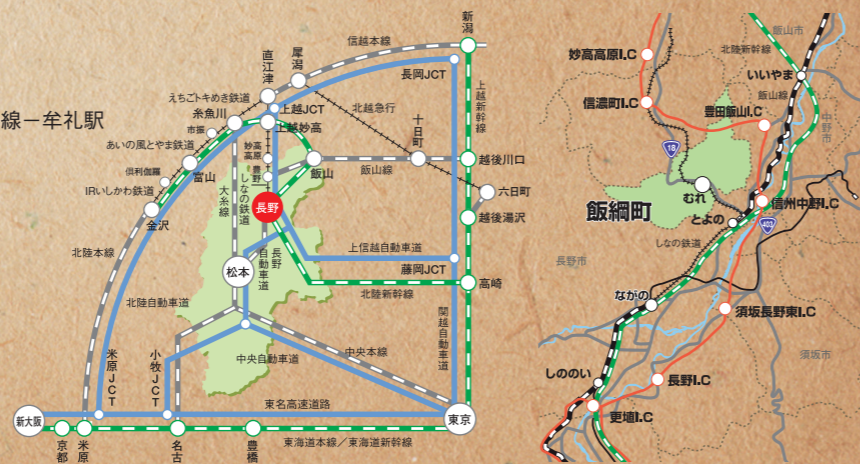 線－牟礼駅
新潟
信越本線
犀潟
直江津
長岡JCT
えちごトキめき鉄道
上越JCT
糸魚川
上越妙高
北越急行
上越新幹線
市振
あいの風とやま鉄道
妙高高原
十日町
倶利伽羅
富山
豊野
飯山
飯山線
越後川口
IRいしかわ鉄道
しなの鉄道
六日町
金沢
大糸線
長野
越後湯沢
北陸本線
上信越自動車道
松本
長野自動車道
藤岡JCT
高崎
北陸自動車道
北陸新幹線
関越自動車道
米原JCT
小牧JCT
中央自動車道
中央本線
東名高速道路
新大阪
東京
京都
米原
名古
豊橋
東海道本線／東海道新幹線
飯山市
妙高高原I.C
北陸新幹線
いいやま
信濃町I.C
飯山線
豊田飯山I.C
中野市
18
むれ
飯綱町
とよの
信州中野I.C
403
しなの鉄道
長野市
ながの
須坂長野東I.C
須坂市
しののい
長野I.C
更埴I.C